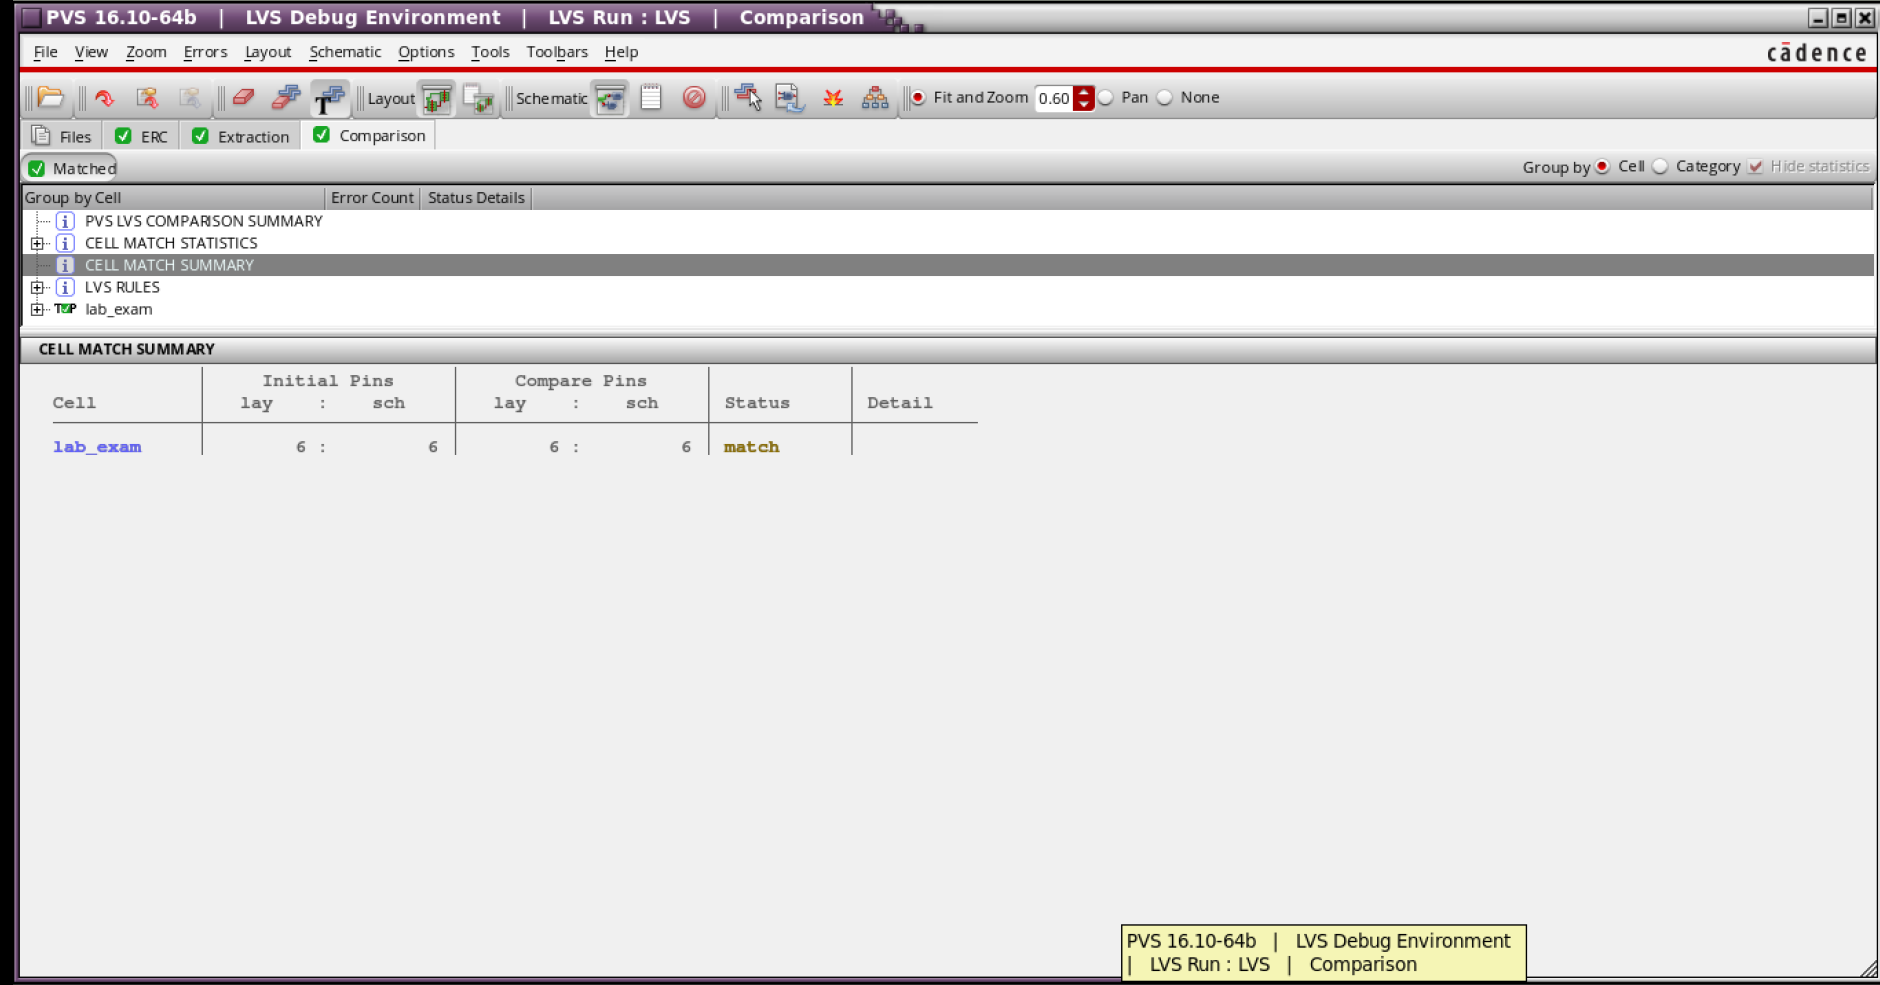 PVS 16.10-64b | LVS Debug Environment | LVS Run : LVS | Comparison
File View Zoom Errors Layout Schematic Options Tools Toolbars Help cādence
T Layout Schematic Fit and Zoom 0.60 Pan None
Files ERC Extraction Comparison
Matched Group by Cell Category Hide statistics
Group by Cell Error Count Status Details
i PVS LVS COMPARISON SUMMARY
i CELL MATCH STATISTICS
i CELL MATCH SUMMARY
i LVS RULES
lab_exam
CELL MATCH SUMMARY
Initial Pins Compare Pins
Cell lay : sch lay : sch Status Detail
lab_exam 6 : 6 6 : 6 match
PVS 16.10-64b | LVS Debug Environment
| LVS Run : LVS | Comparison